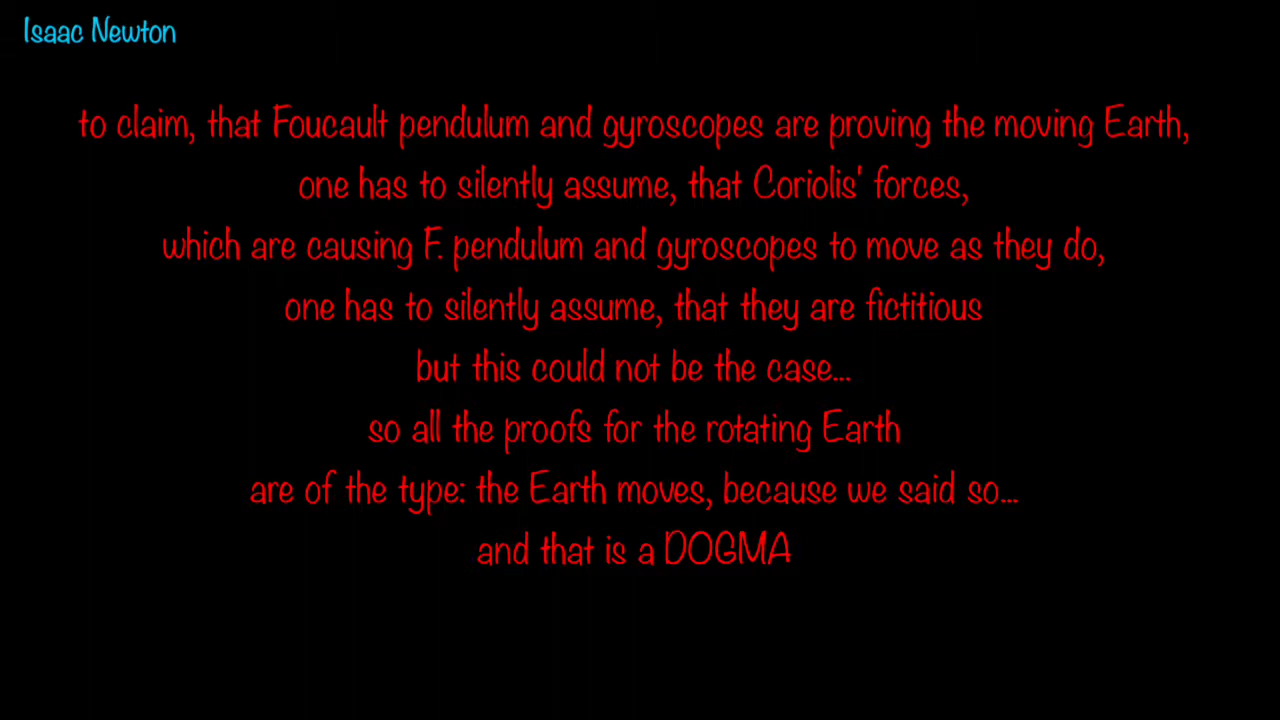 Isaac Newton
to claim, that Foucault pendulum and gyroscopes are proving the moving Earth,
one has to silently assume, that Coriolis' forces,
which are causing F. pendulum and gyroscopes to move as they do,
one has to silently assume, that they are fictitious
but this could not be the case...
so all the proofs for the rotating Earth
are of the type: the Earth moves, because we said so...
and that is a DOGMA